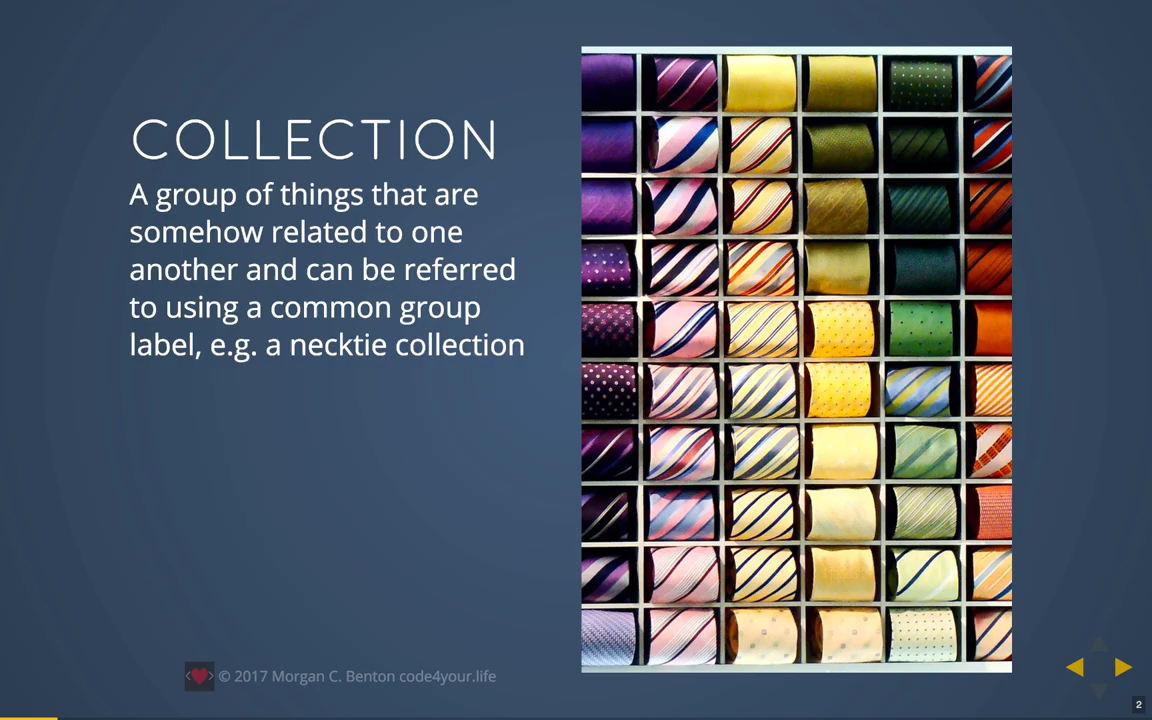 COLLECTION
A group of things that are
somehow related to one
another and can be referred
to using a common group
label, e.g. a necktie collection
© 2017 Morgan C. Benton code4your.life
2